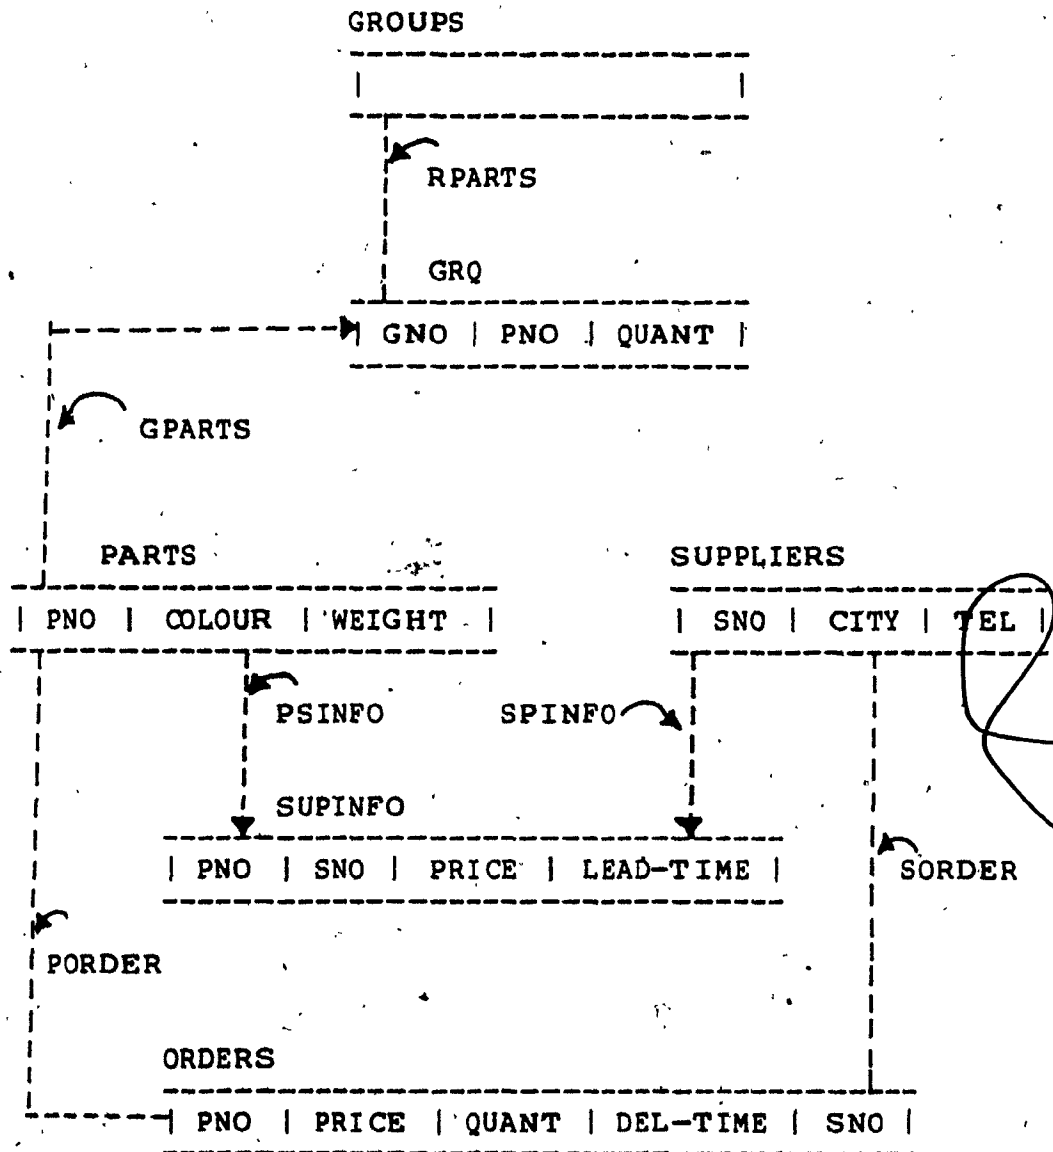 GROUPS
RPARTS
GRQ
GNO | PNO | QUANT |
GPARTS
PARTS
SUPPLIERS
| PNO | COLOUR | WEIGHT |
| SNO | CITY | TEL |
PSINFO
SPINFO
SUPINFO
| PNO | SNO | PRICE | LEAD-TIME |
SORDER
PORDER
ORDERS
| PNO | PRICE | QUANT | DEL-TIME | SNO |